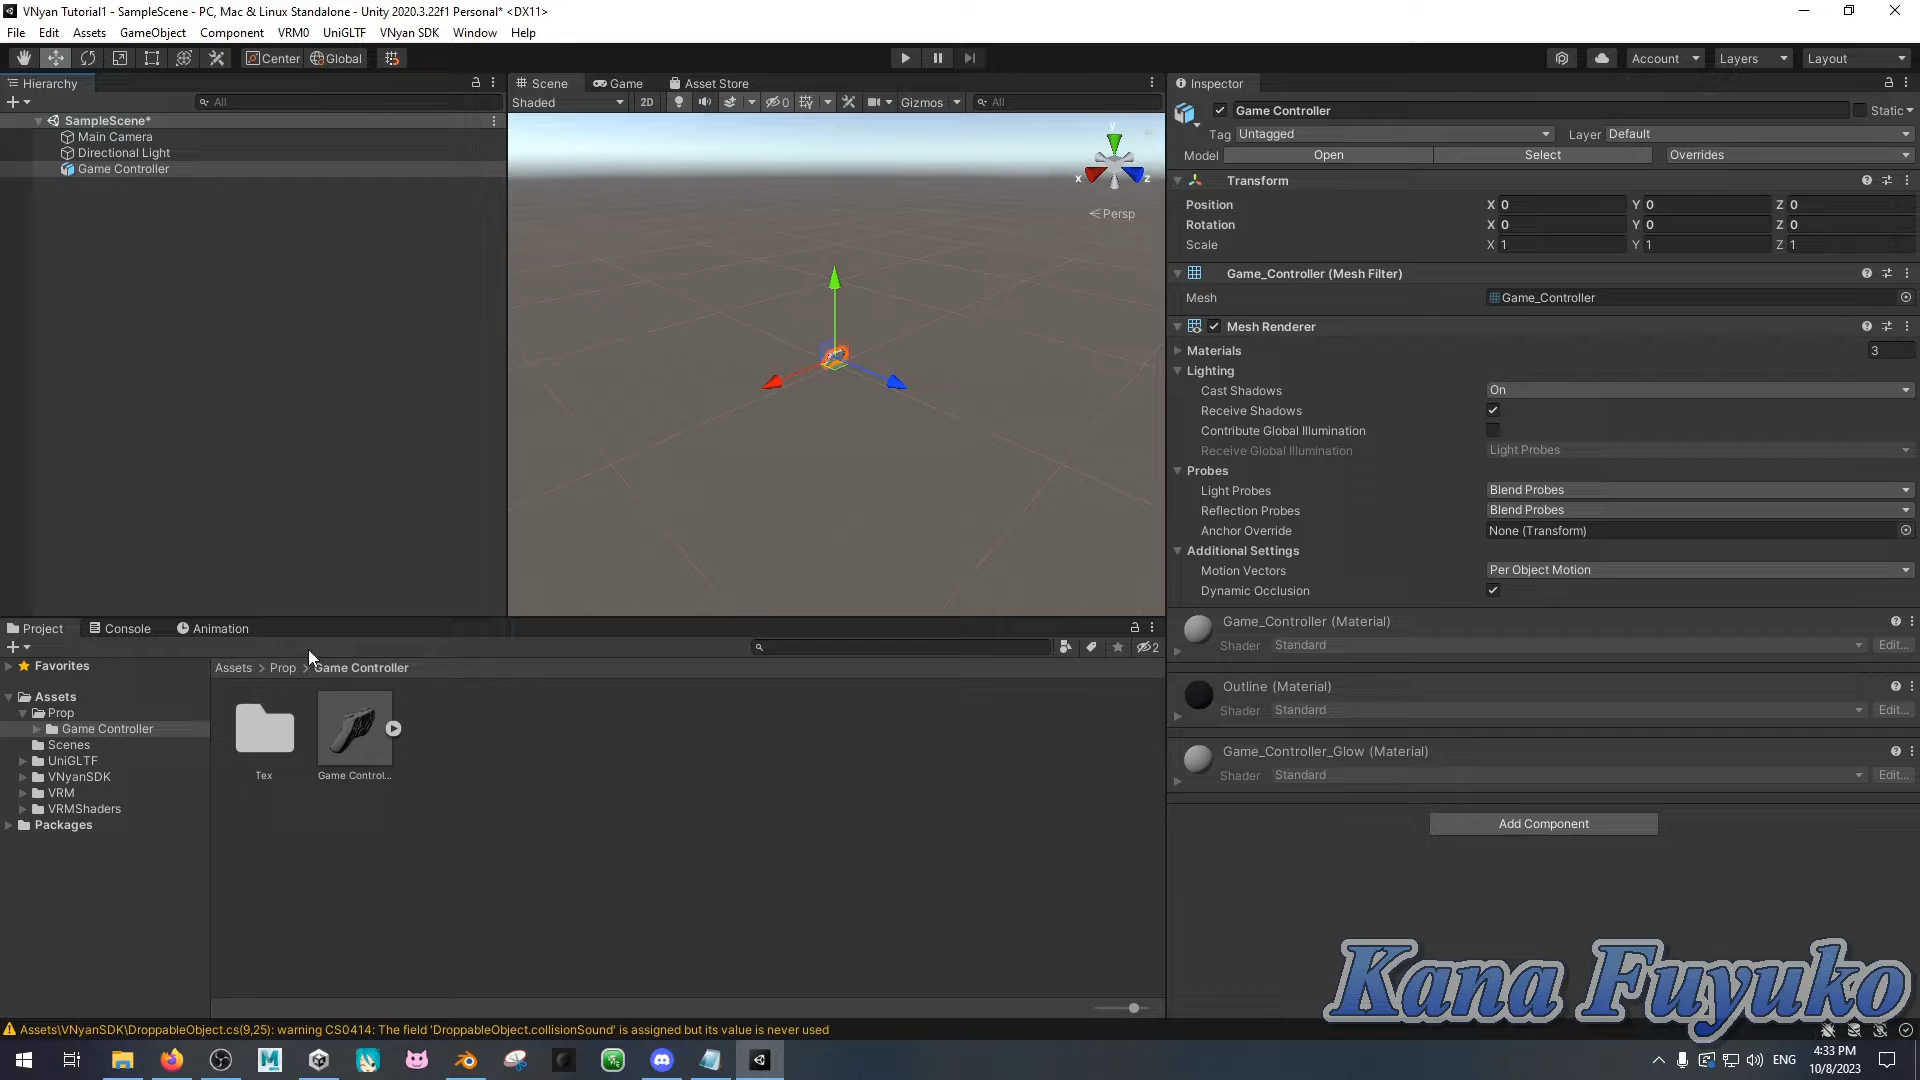 VNyan Tutorial1 - SampleScene - PC, Mac & Linux Standalone - Unity 2020.3.22f1 Personal* <DX11>
File Edit Assets GameObject Component VRM0 UniGLTF VNyan SDK Window Help
Center Global Account Layers Layout
Hierarchy
All
SampleScene*
Main Camera
Directional Light
Game Controller
Scene Game Asset Store
Shaded 2D 0 Gizmos All
y
x z
Persp
Inspector
Game Controller Static
Tag Untagged Layer Default
Model Open Select Overrides
Transform
Position X 0 Y 0 Z 0
Rotation X 0 Y 0 Z 0
Scale X 1 Y 1 Z 1
Game_Controller (Mesh Filter)
Mesh Game_Controller
Mesh Renderer
Materials 3
Lighting
Cast Shadows On
Receive Shadows
Contribute Global Illumination
Receive Global Illumination Light Probes
Probes
Light Probes Blend Probes
Reflection Probes Blend Probes
Anchor Override None (Transform)
Additional Settings
Motion Vectors Per Object Motion
Dynamic Occlusion
Game_Controller (Material)
Shader Standard Edit...
Outline (Material)
Shader Standard Edit...
Game_Controller_Glow (Material)
Shader Standard Edit...
Add Component
Project Console Animation
2
Favorites
Assets
Prop
Game Controller
Scenes
UniGLTF
VNyanSDK
VRM
VRMShaders
Packages
Assets > Prop > Game Controller
Tex Game Control...
Kana Fuyuko
Assets\VNyanSDK\DroppableObject.cs(9,25): warning CS0414: The field 'DroppableObject.collisionSound' is assigned but its value is never used
ENG
4:33 PM
10/8/2023